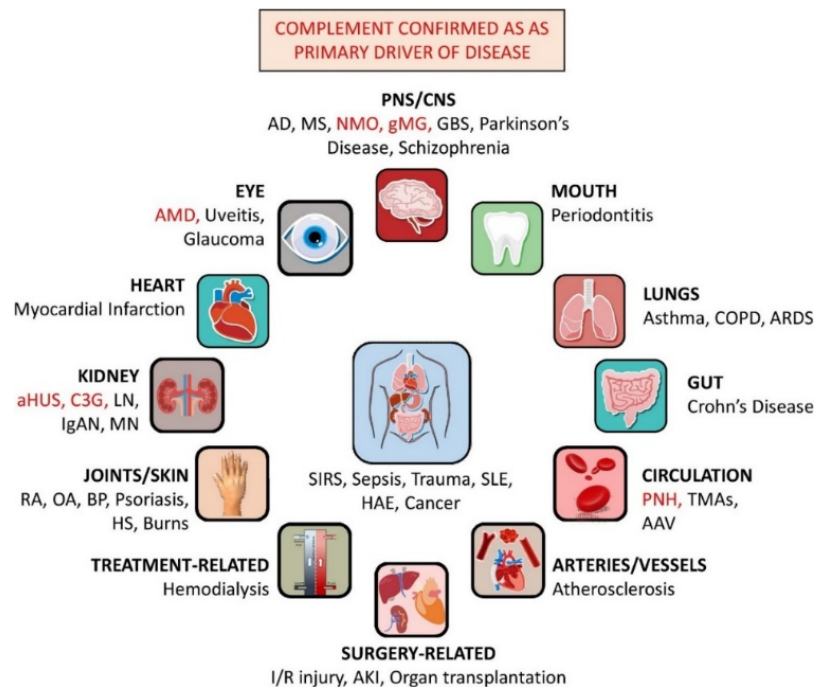 COMPLEMENT CONFIRMED AS AS
PRIMARY DRIVER OF DISEASE
PNS/CNS
AD, MS, NMO, gMG, GBS, Parkinson's
Disease, Schizophrenia
EYE
AMD, Uveitis,
Glaucoma
MOUTH
Periodontitis
HEART
Myocardial Infarction
LUNGS
Asthma, COPD, ARDS
KIDNEY
aHUS, C3G, LN,
IgAN, MN
GUT
Crohn's Disease
JOINTS/SKIN
RA, OA, BP, Psoriasis,
HS, Burns
SIRS, Sepsis, Trauma, SLE,
HAE, Cancer
CIRCULATION
PNH, TMAs,
AAV
TREATMENT-RELATED
Hemodialysis
ARTERIES/VESSELS
Atherosclerosis
SURGERY-RELATED
I/R injury, AKI, Organ transplantation